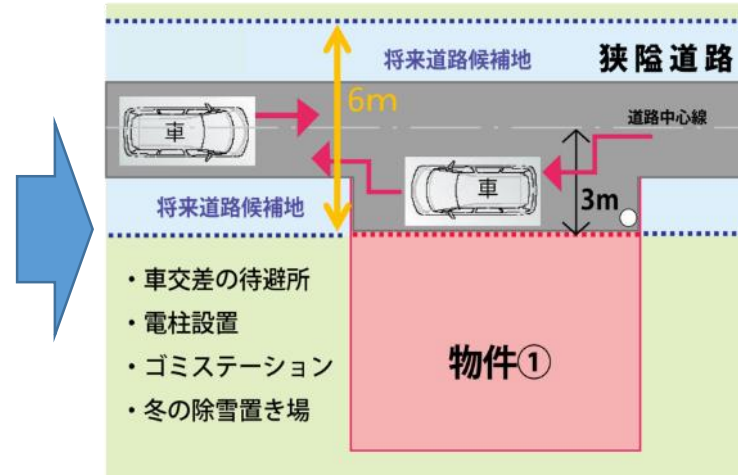 将来道路候補地
狭隘道路
6m
道路中心線
車
車
将来道路候補地
3m
・車交差の待避所
・電柱設置
・ゴミステーション
・冬の除雪置き場
物件①